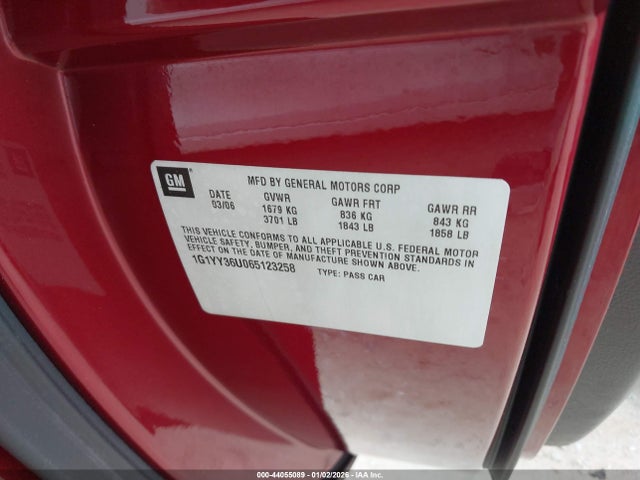 GM
MFD BY GENERAL MOTORS CORP
DATE GVWR GAWR FRT GAWR RR
03/06 1679 KG 836 KG 843 KG
3701 LB 1843 LB 1858 LB
THIS VEHICLE CONFORMS TO ALL APPLICABLE U.S. FEDERAL MOTOR
VEHICLE SAFETY, BUMPER, AND THEFT PREVENTION STANDARDS IN
EFFECT ON THE DATE OF MANUFACTURE SHOWN ABOVE.
1G1YY36U065123258 TYPE: PASS CAR
000-44055089 - 01/02/2026 - IAAI.COM